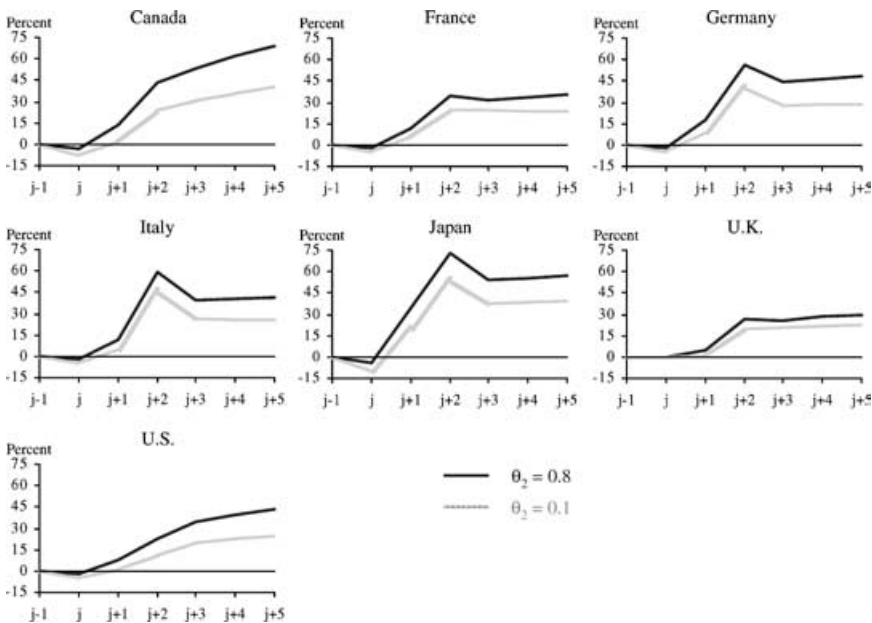 Canada
France
Germany
Percent
Percent
Percent
75
60
45
30
15
0
-15
75
60
45
30
15
0
-15
75
60
45
30
15
0
-15
j-1 j j+1 j+2 j+3 j+4 j+5
j-1 j j+1 j+2 j+3 j+4 j+5
j-1 j j+1 j+2 j+3 j+4 j+5
Italy
Japan
U.K.
Percent
Percent
Percent
75
60
45
30
15
0
-15
75
60
45
30
15
0
-15
75
60
45
30
15
0
-15
j-1 j j+1 j+2 j+3 j+4 j+5
j-1 j j+1 j+2 j+3 j+4 j+5
j-1 j j+1 j+2 j+3 j+4 j+5
U.S.
Percent
75
60
45
30
15
0
-15
j-1 j j+1 j+2 j+3 j+4 j+5
θ₂ = 0.8
θ₂ = 0.1